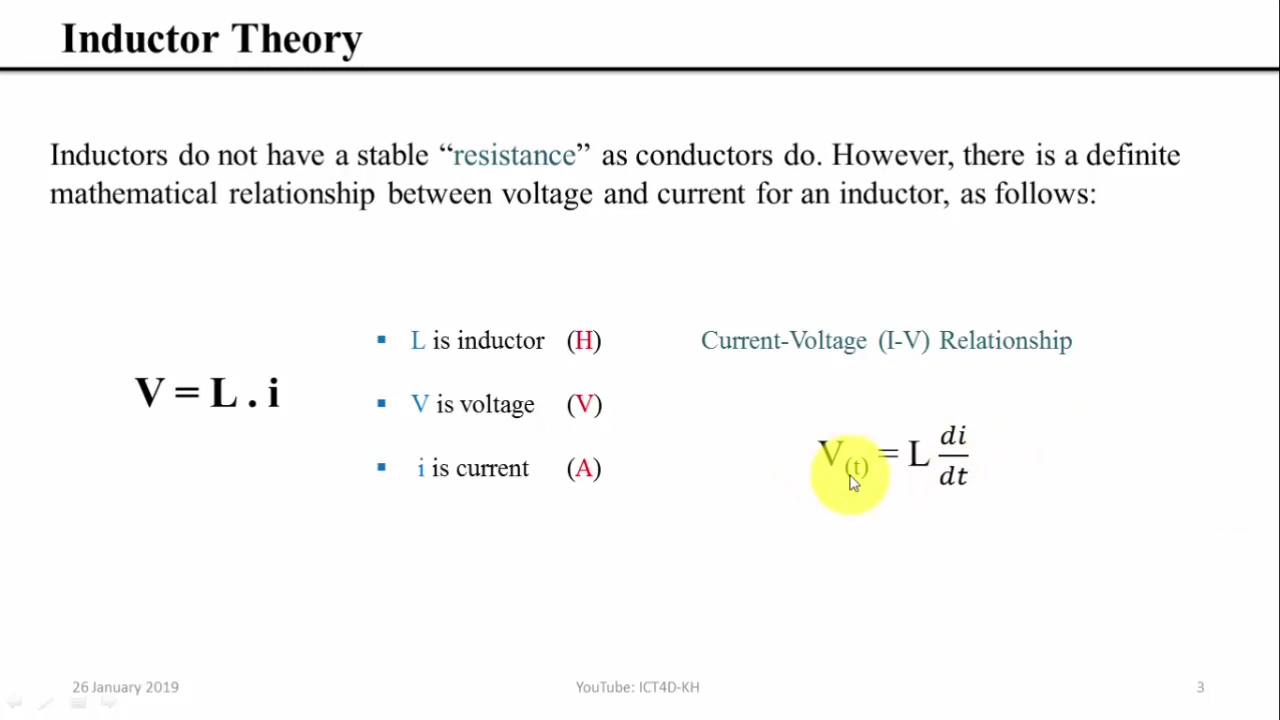 Inductor Theory
Inductors do not have a stable “resistance” as conductors do. However, there is a definite
mathematical relationship between voltage and current for an inductor, as follows:
V = L . i
▪ L is inductor (H)
▪ V is voltage (V)
▪ i is current (A)
Current-Voltage (I-V) Relationship
V(t) = L di/dt
26 January 2019
YouTube: ICT4D-KH
3